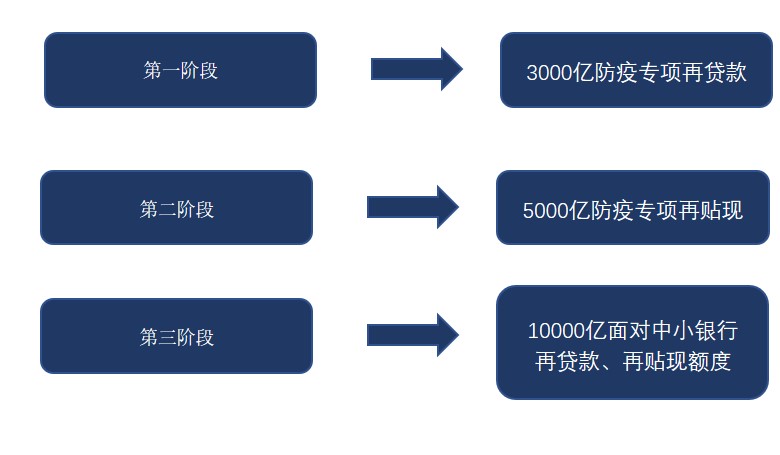 第一阶段
3000亿防疫专项再贷款
第二阶段
5000亿防疫专项再贴现
第三阶段
10000亿面对中小银行
再贷款、再贴现额度